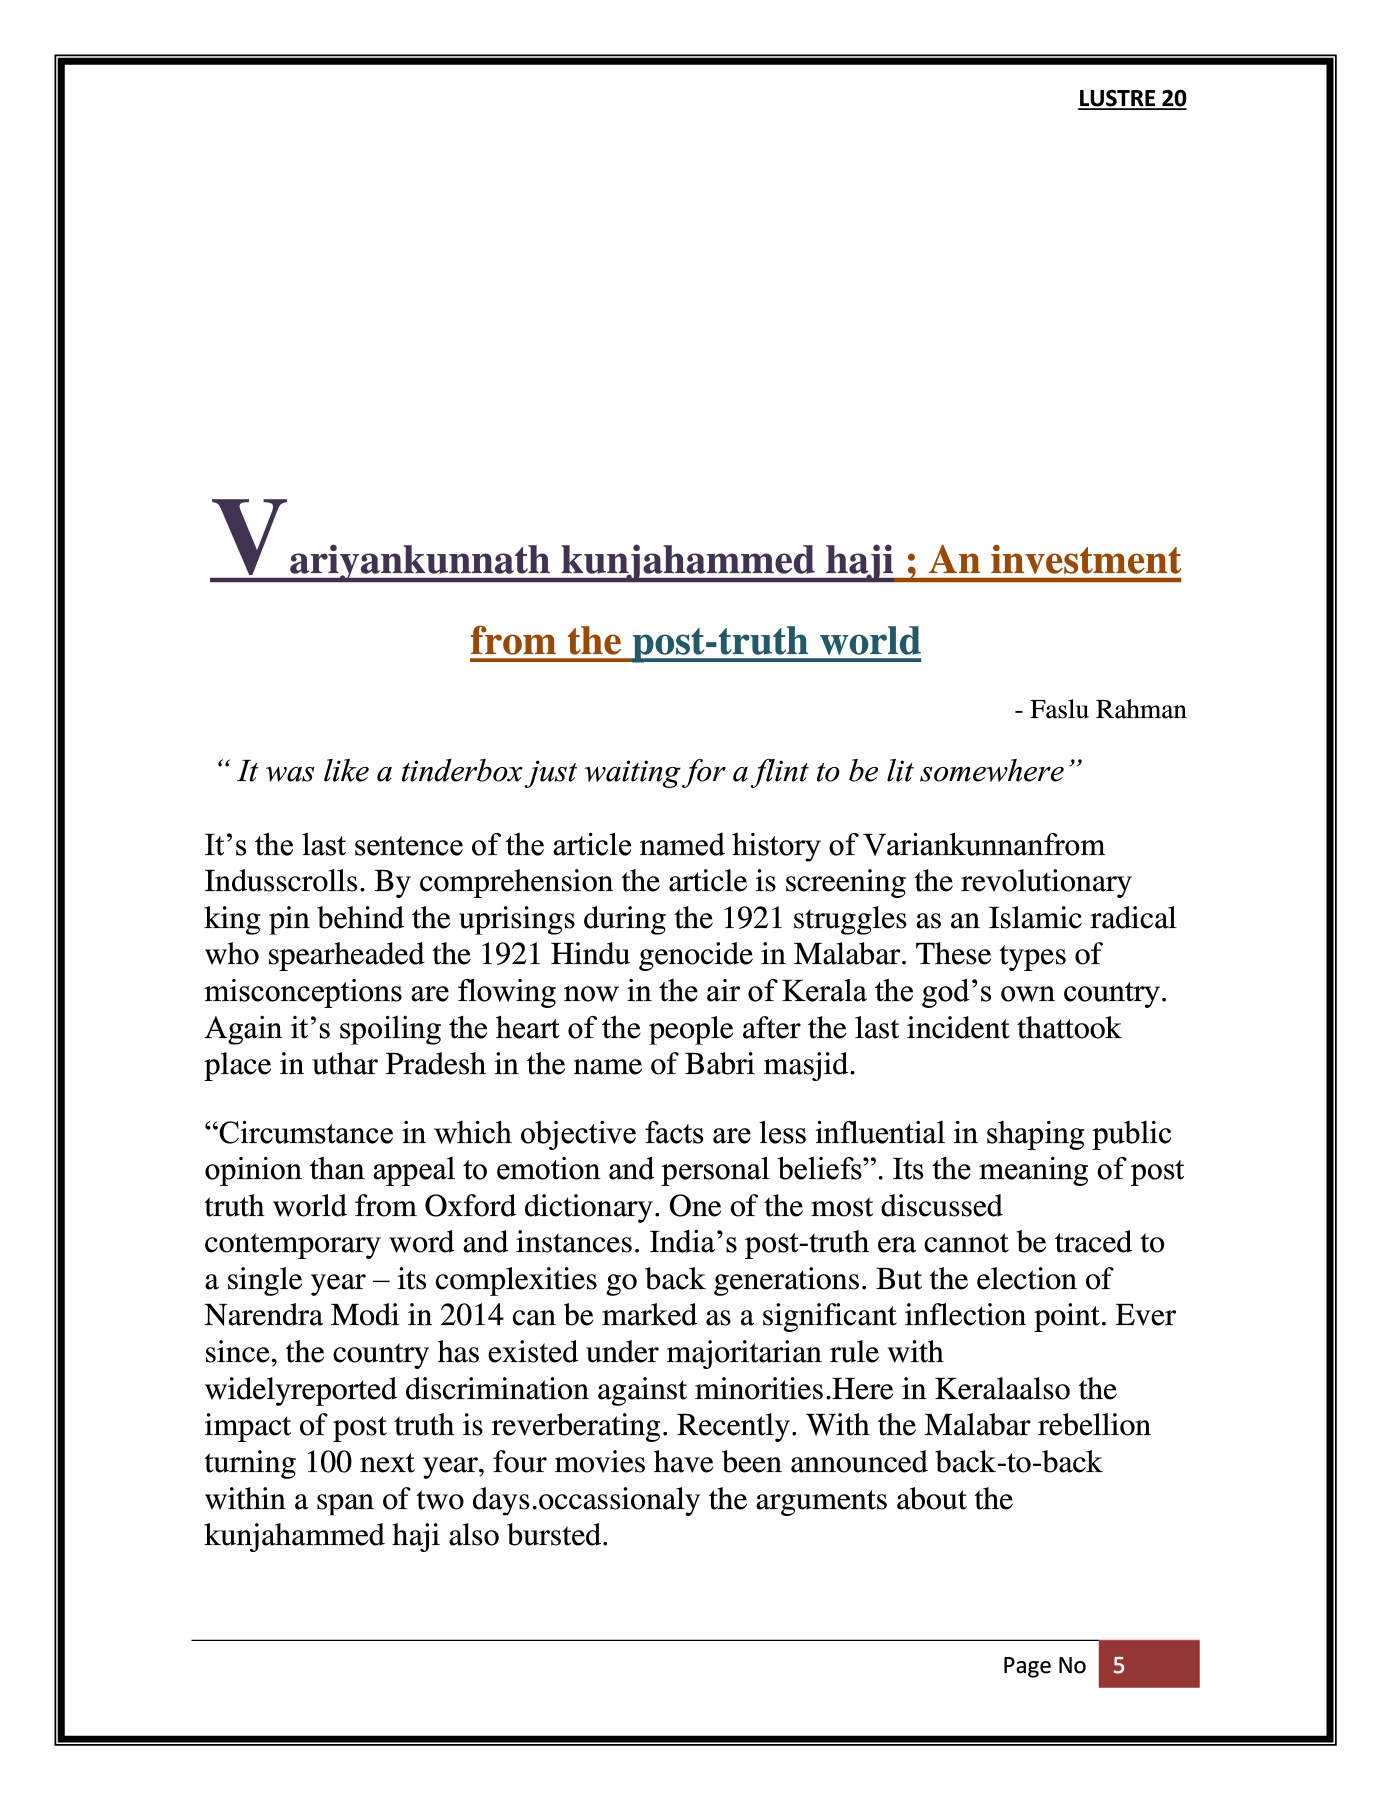 LUSTRE 20
Variyankunnath kunjahammed haji ; An investment
from the post-truth world
- Faslu Rahman
“ It was like a tinderbox just waiting for a flint to be lit somewhere”
It’s the last sentence of the article named history of Variankunnanfrom
Indusscrolls. By comprehension the article is screening the revolutionary
king pin behind the uprisings during the 1921 struggles as an Islamic radical
who spearheaded the 1921 Hindu genocide in Malabar. These types of
misconceptions are flowing now in the air of Kerala the god’s own country.
Again it’s spoiling the heart of the people after the last incident thattook
place in uthar Pradesh in the name of Babri masjid.
“Circumstance in which objective facts are less influential in shaping public
opinion than appeal to emotion and personal beliefs”. Its the meaning of post
truth world from Oxford dictionary. One of the most discussed
contemporary word and instances. India’s post-truth era cannot be traced to
a single year – its complexities go back generations. But the election of
Narendra Modi in 2014 can be marked as a significant inflection point. Ever
since, the country has existed under majoritarian rule with
widelyreported discrimination against minorities.Here in Keralaalso the
impact of post truth is reverberating. Recently. With the Malabar rebellion
turning 100 next year, four movies have been announced back-to-back
within a span of two days.occassionaly the arguments about the
kunjahammed haji also bursted.
Page No 5